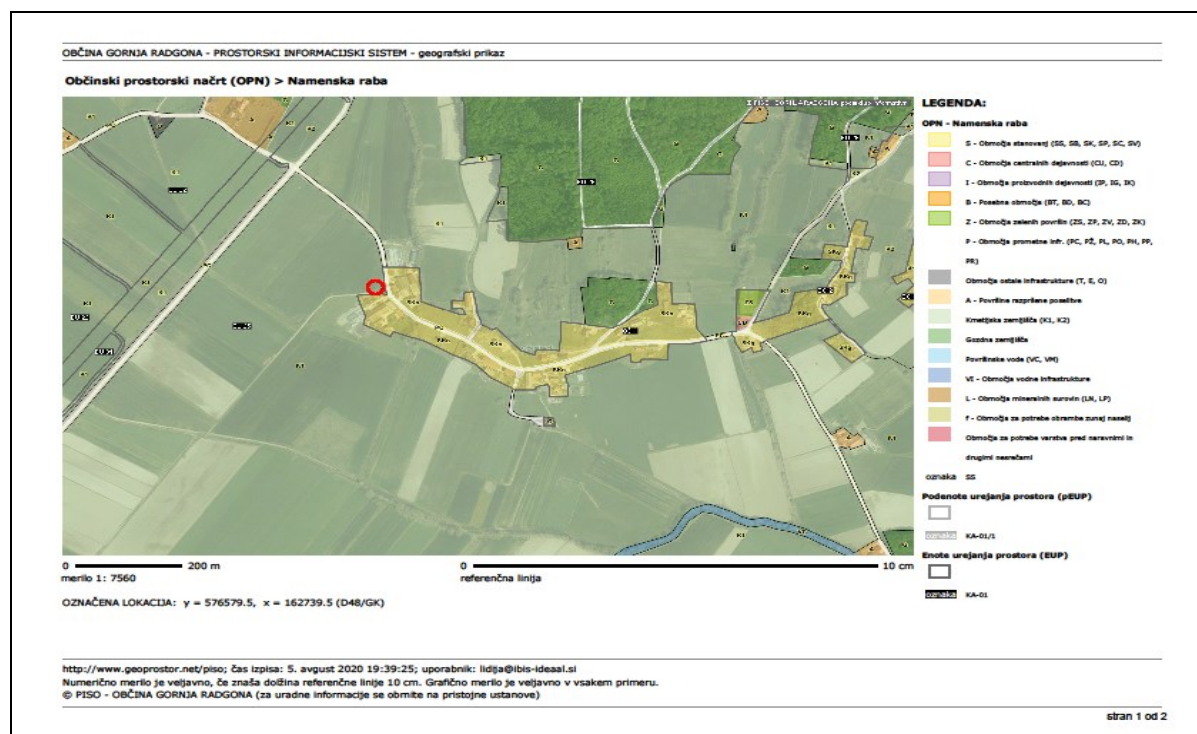 OBČINA GORNJA RADGONA - PROSTORSKI INFORMACIJSKI SISTEM - geografski prikaz
Občinski prostorski načrt (OPN) > Namenska raba
LEGENDA:
OPN - Namenska raba
S - Območja stanovanj (SS, SB, SK, SP, SC, SV)
C - Območja centralnih dejavnosti (CU, CD)
I - Območja proizvodnih dejavnosti (IP, IG, IK)
B - Posebna območja (BT, BD, BC)
Z - Območja zelenih površin (ZS, ZP, ZV, ZD, ZK)
P - Območja prometne infr. (PC, PŽ, PL, PO, PH, PP,
PR)
Območja ostale infrastrukture (T, E, O)
A - Površine razpršene poselitve
Kmetijska zemljišča (K1, K2)
Gozdna zemljišča
Površinske vode (VC, VM)
VI - Območja vodne infrastrukture
L - Območja mineralnih surovin (LN, LP)
f - Območja za potrebe obrambe zunaj naselij
Območja za potrebe varstva pred naravnimi in
drugimi nesrečami
oznaka SS
Podenote urejanja prostora (pEUP)
oznaka KA-01/1
Enote urejanja prostora (EUP)
oznaka KA-01
0 200 m
merilo 1: 7560
0 10 cm
referenčna linija
OZNAČENA LOKACIJA: y = 576579.5, x = 162739.5 (D48/GK)
http://www.geoprostor.net/piso; čas izpisa: 5. avgust 2020 19:39:25; uporabnik: lidija@ibis-ideaal.si
Numerično merilo je veljavno, če znaša dolžina referenčne linije 10 cm. Grafično merilo je veljavno v vsakem primeru.
© PISO - OBČINA GORNJA RADGONA (za uradne informacije se obrnite na pristojne ustanove)
stran 1 od 2